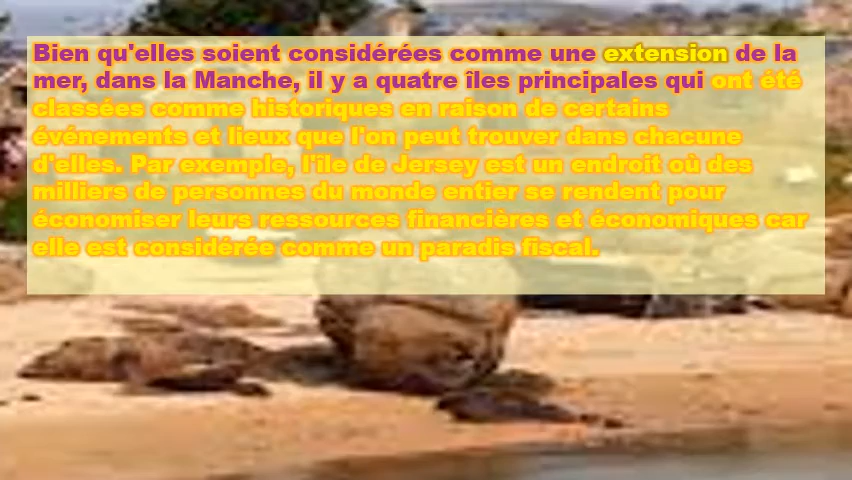 Bien qu'elles soient considérées comme une extension de la
mer, dans la Manche, il y a quatre îles principales qui ont été
classées comme historiques en raison de certains
événements et lieux que l'on peut trouver dans chacune
d'elles. Par exemple, l'île de Jersey est un endroit où des
milliers de personnes du monde entier se rendent pour
économiser leurs ressources financières et économiques car
elle est considérée comme un paradis fiscal.